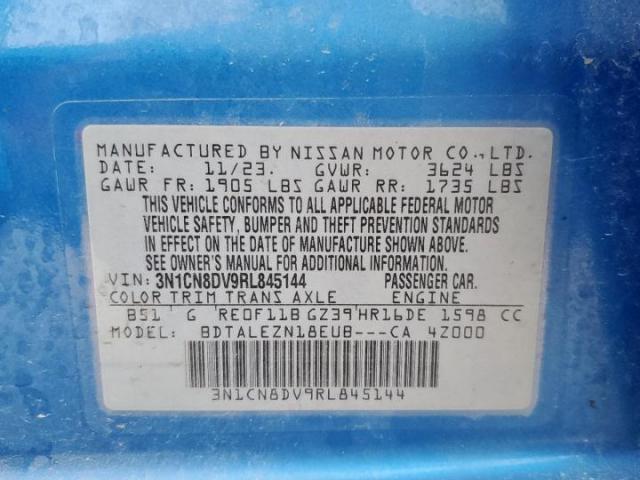 MANUFACTURED BY NISSAN MOTOR CO.,LTD.
DATE: 11/23. GVWR: 3624 LBS
GAWR FR: 1905 LBS GAWR RR: 1735 LBS
THIS VEHICLE CONFORMS TO ALL APPLICABLE FEDERAL MOTOR
VEHICLE SAFETY, BUMPER AND THEFT PREVENTION STANDARDS
IN EFFECT ON THE DATE OF MANUFACTURE SHOWN ABOVE.
SEE OWNER'S MANUAL FOR ADDITIONAL INFORMATION.
VIN: 3N1CN8DV9RL845144 PASSENGER CAR.
COLOR TRIM TRANS AXLE ENGINE
B51 G RE0F11B GZ39 HR16DE 1598 CC
MODEL: BDTALEZN18EUB---CA 4Z000
3N1CN8DV9RL845144